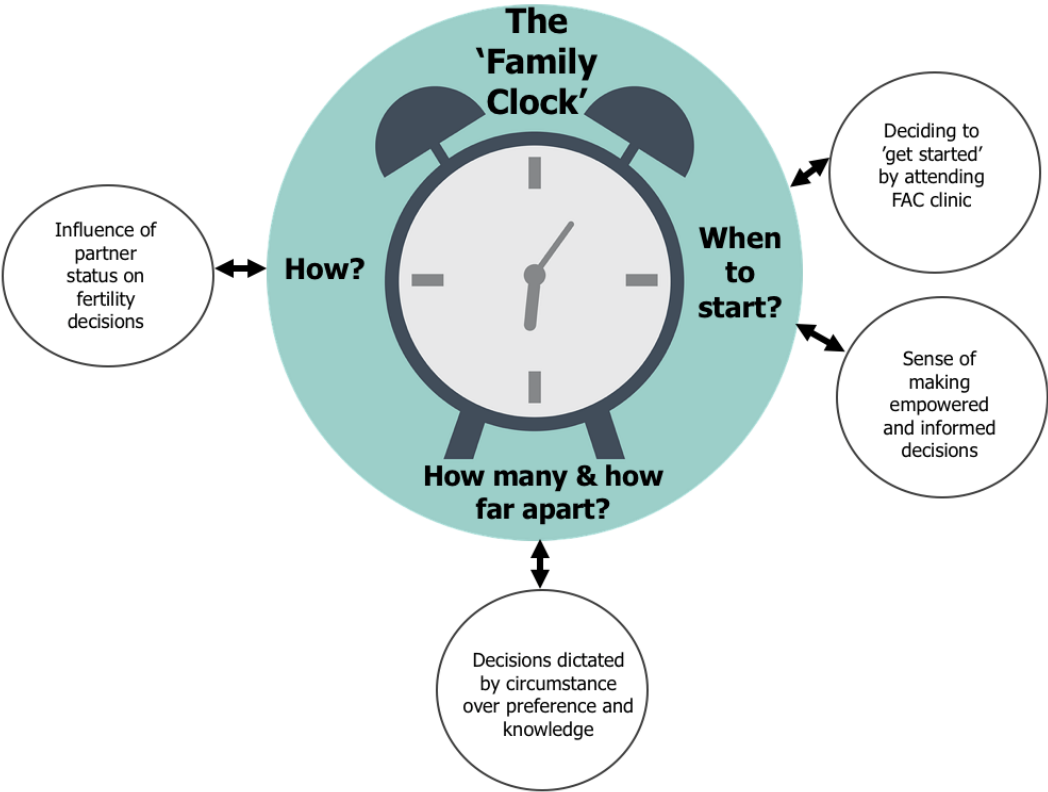 The
‘Family
Clock’
Deciding to
’get started’
by attending
FAC clinic
Influence of
partner
status on
fertility
decisions
How?
When
to
start?
Sense of
making
empowered
and informed
decisions
How many & how
far apart?
Decisions dictated
by circumstance
over preference and
knowledge